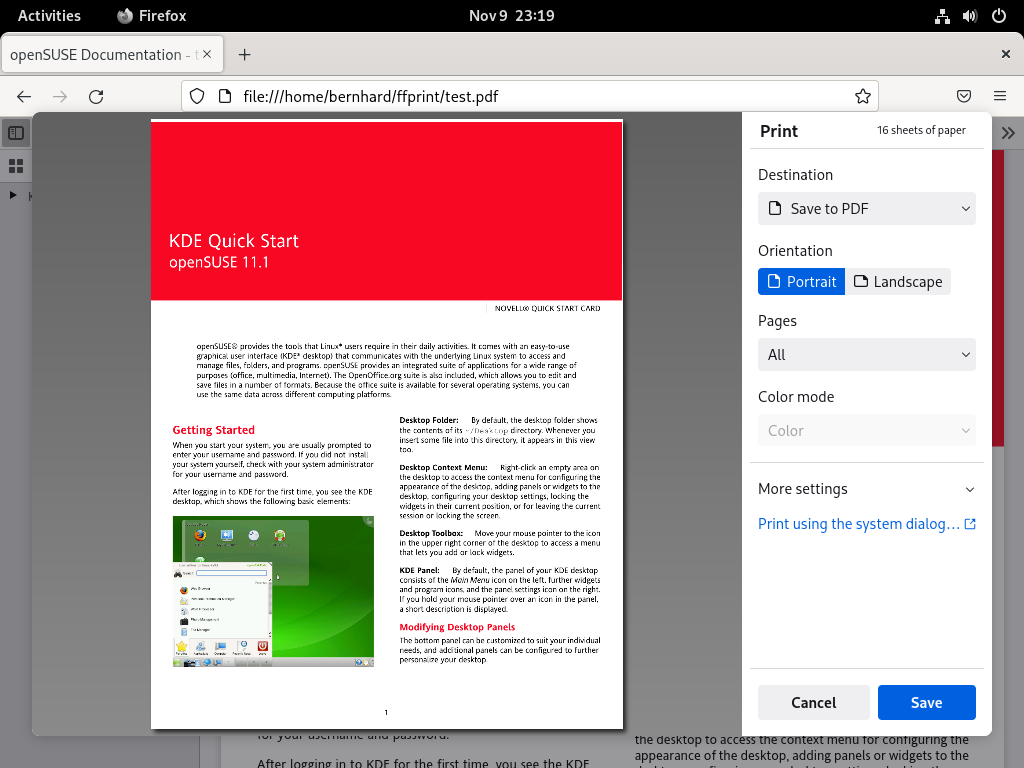 Activities
Firefox
Nov 9 23:19
openSUSE Documentation - t
file:///home/bernhard/ffprint/test.pdf
KDE Quick Start
openSUSE 11.1
NOVELL® QUICK START CARD
openSUSE® provides the tools that Linux* users require in their daily activities. It comes with an easy-to-use
graphical user interface (KDE* desktop) that communicates with the underlying Linux system to access and
manage files, folders, and programs. openSUSE provides an integrated suite of applications for a wide range of
purposes (office, multimedia, Internet). The OpenOffice.org suite is also included, which allows you to edit and
save files in a number of formats. Because the office suite is available for several operating systems, you can
use the same data across different computing platforms.
Getting Started
When you start your system, you are usually prompted to
enter your username and password. If you did not install
your system yourself, check with your system administrator
for your username and password.
After logging in to KDE for the first time, you see the KDE
desktop, which shows the following basic elements:
Web Browser
File Manager
Desktop Folder: By default, the desktop folder shows
the contents of its ~/Desktop directory. Whenever you
insert some file into this directory, it appears in this view
too.
Desktop Context Menu: Right-click an empty area on
the desktop to access the context menu for configuring the
appearance of the desktop, adding panels or widgets to the
desktop, configuring your desktop settings, locking the
widgets in their current position, or for leaving the current
session or locking the screen.
Desktop Toolbox: Move your mouse pointer to the icon
in the upper right corner of the desktop to access a menu
that lets you add or lock widgets.
KDE Panel: By default, the panel of your KDE desktop
consists of the Main Menu icon on the left, further widgets
and program icons, and the panel settings icon on the right.
If you hold your mouse pointer over an icon in the panel,
a short description is displayed.
Modifying Desktop Panels
The bottom panel can be customized to suit your individual
needs, and additional panels can be configured to further
personalize your desktop.
1
Print
16 sheets of paper
Destination
Save to PDF
Orientation
Portrait
Landscape
Pages
All
Color mode
Color
More settings
Print using the system dialog…
Cancel
Save
for your username and password.
After logging in to KDE for the first time, you see the KDE
the desktop to access the context menu for configuring the
appearance of the desktop, adding panels or widgets to the